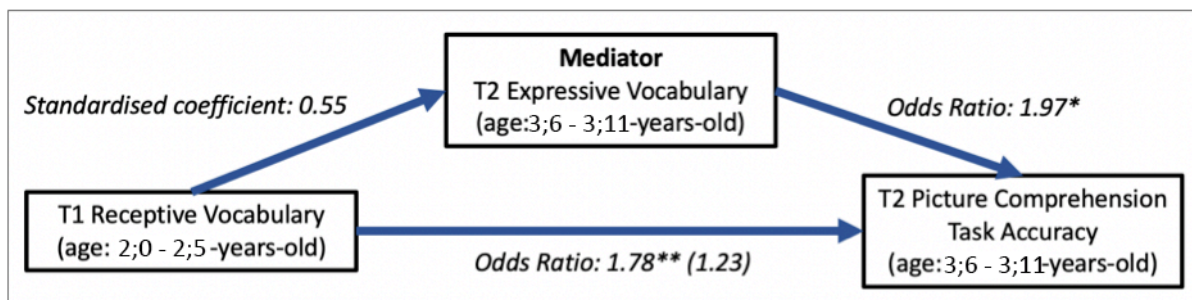 Mediator
T2 Expressive Vocabulary
(age:3;6 - 3;11-years-old)
Standardised coefficient: 0.55
Odds Ratio: 1.97*
T1 Receptive Vocabulary
(age: 2;0 - 2;5-years-old)
Odds Ratio: 1.78** (1.23)
T2 Picture Comprehension
Task Accuracy
(age:3;6 - 3;11-years-old)